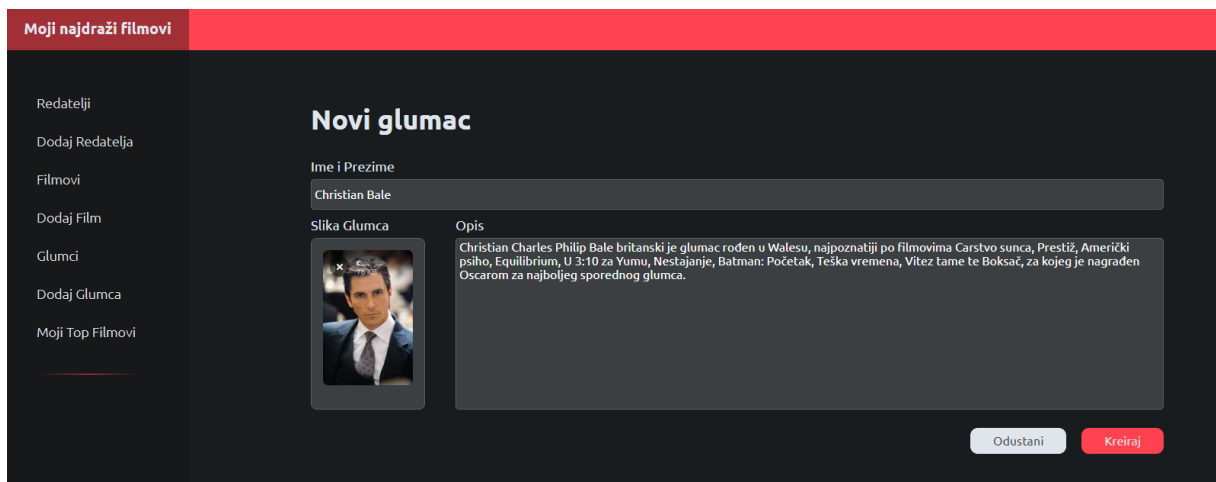 Moji najdraži filmovi
Redatelji
Dodaj Redatelja
Filmovi
Dodaj Film
Glumci
Dodaj Glumca
Moji Top Filmovi
Novi glumac
Ime i Prezime
Christian Bale
Slika Glumca
Opis
Christian Charles Philip Bale britanski je glumac rođen u Walesu, najpoznatiji po filmovima Carstvo sunca, Prestiž, Američki
psiho, Equilibrium, U 3:10 za Yumu, Nestajanje, Batman: Početak, Teška vremena, Vitez tame te Boksač, za kojeg je nagrađen
Oscarom za najboljeg sporednog glumca.
Odustani
Kreiraj